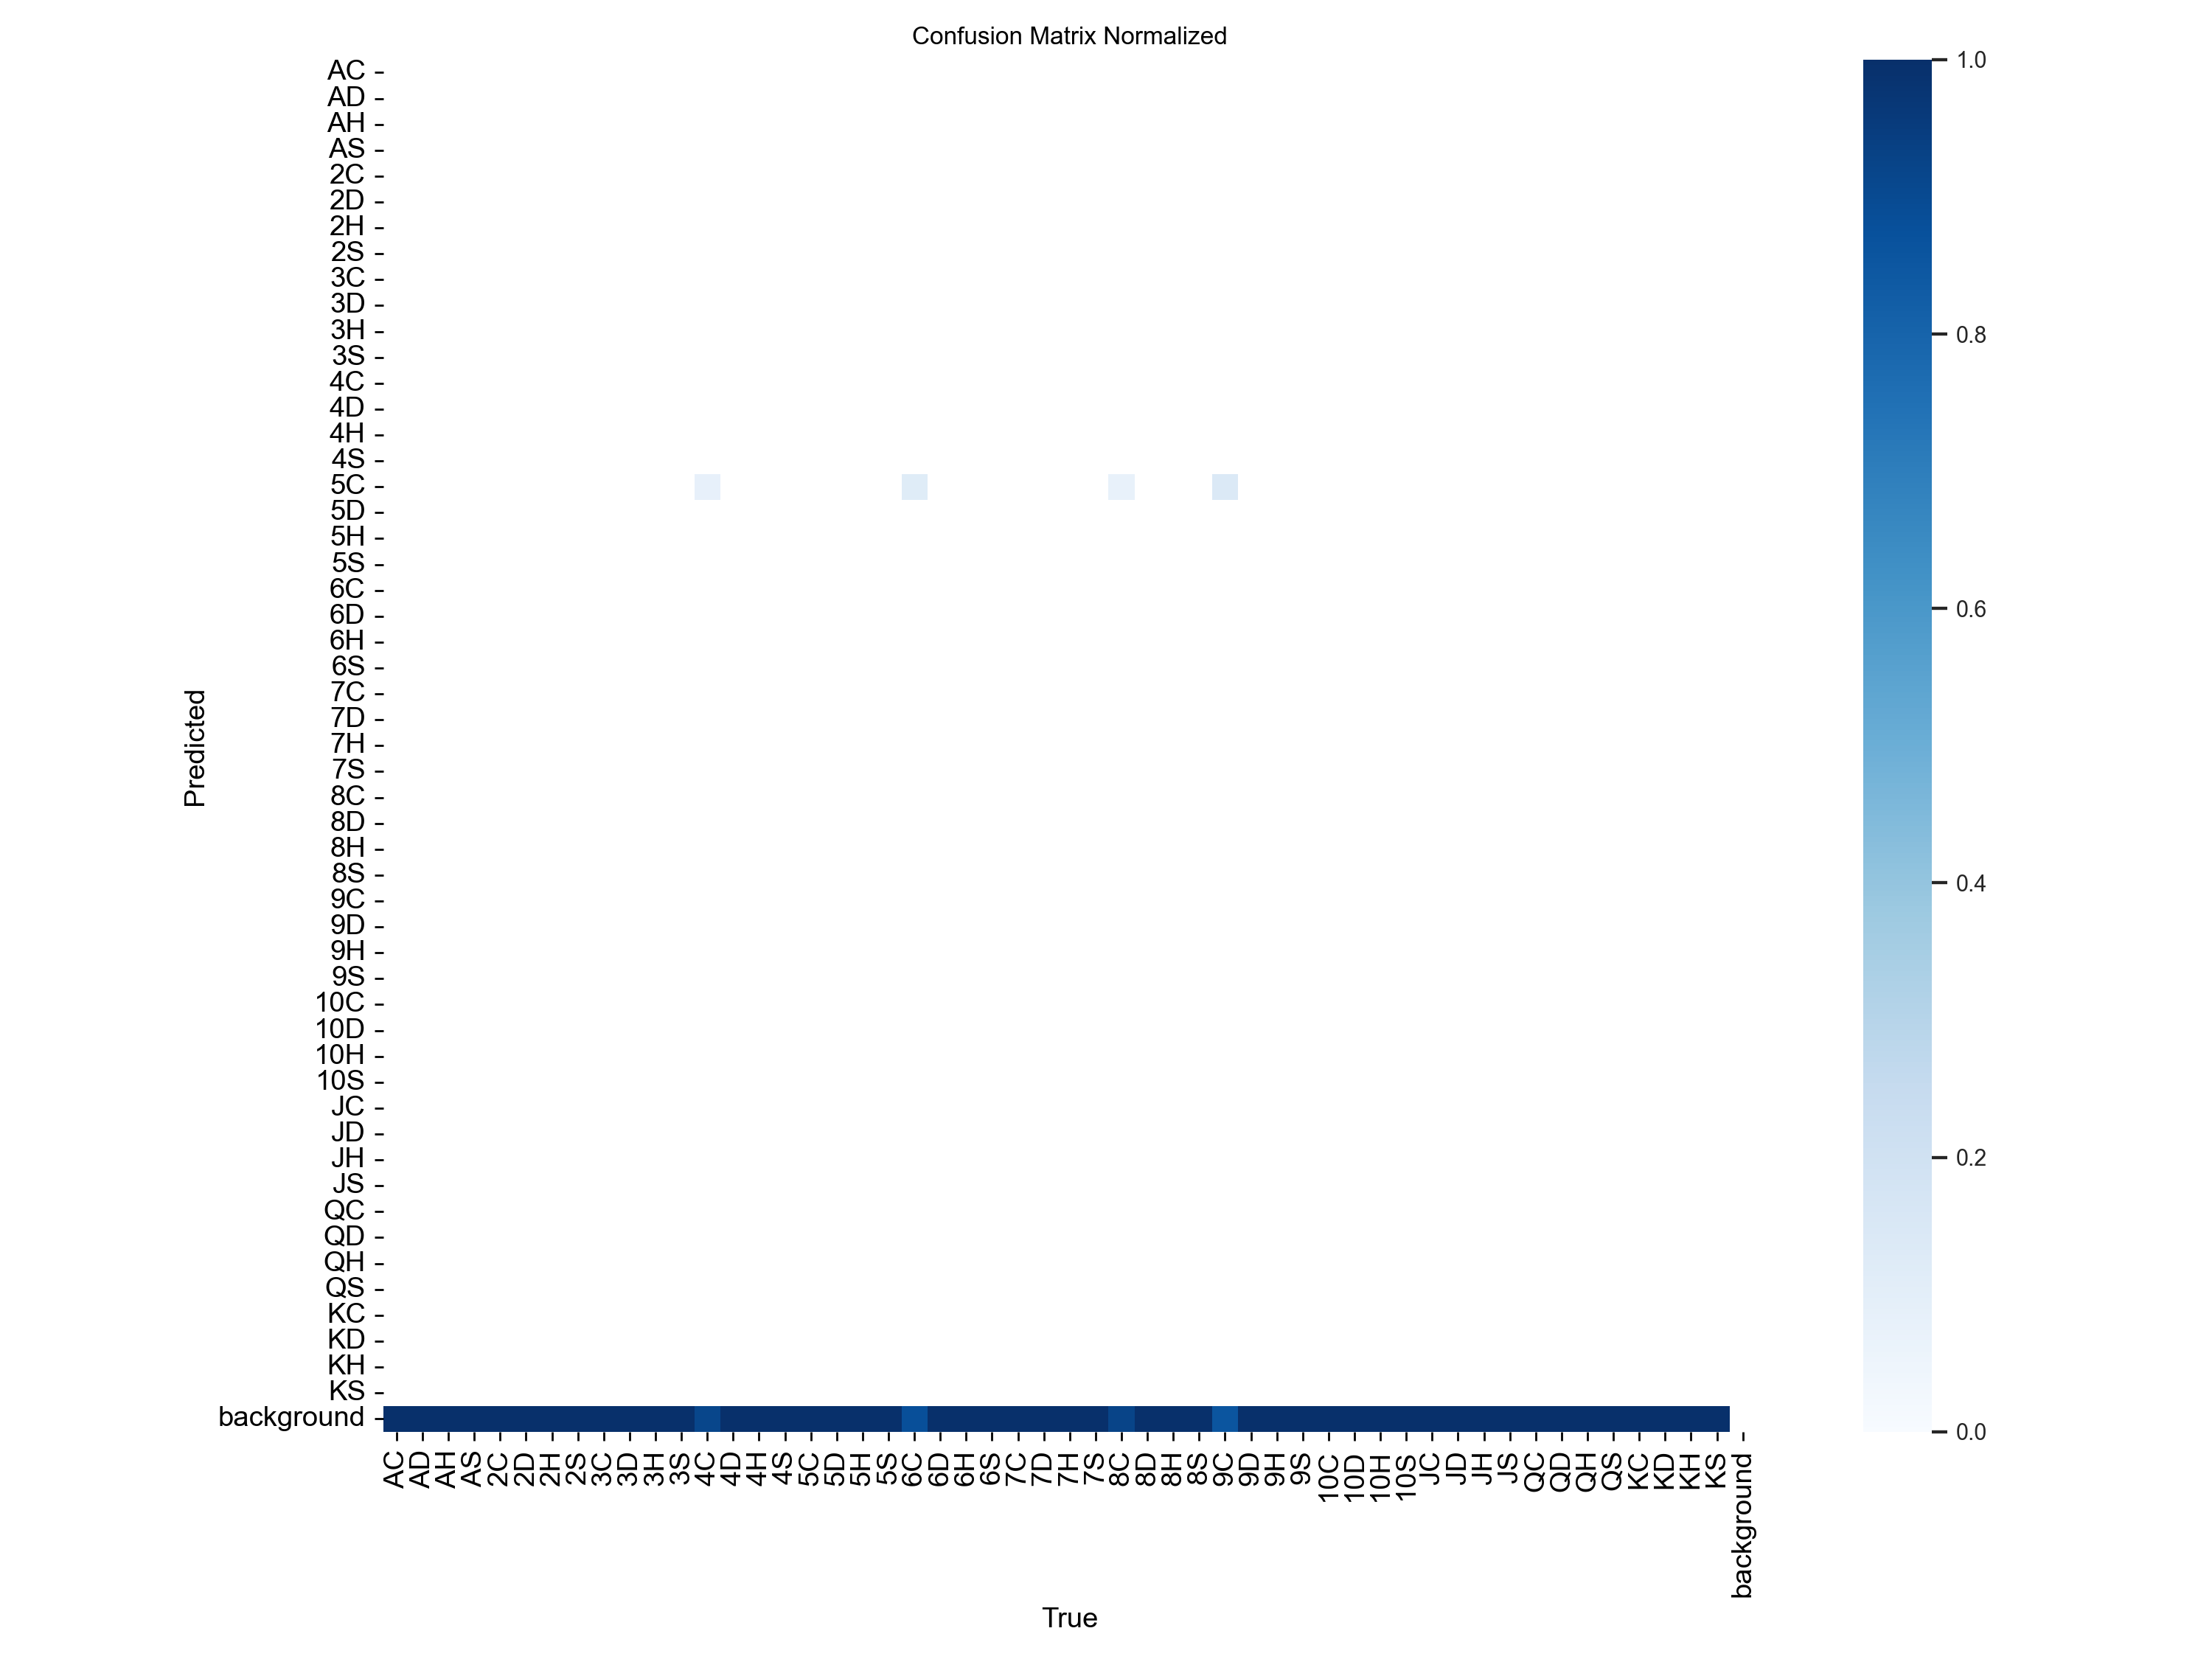 Confusion Matrix Normalized
AC
AD
AH
AS
2C
2D
2H
2S
3C
3D
3H
3S
4C
4D
4H
4S
5C
5D
5H
5S
6C
6D
6H
6S
7C
7D
7H
7S
8C
8D
8H
8S
9C
9D
9H
9S
10C
10D
10H
10S
JC
JD
JH
JS
QC
QD
QH
QS
KC
KD
KH
KS
background
Predicted
AC AD AH AS 2C 2D 2H 2S 3C 3D 3H 3S 4C 4D 4H 4S 5C 5D 5H 5S 6C 6D 6H 6S 7C 7D 7H 7S 8C 8D 8H 8S 9C 9D 9H 9S 10C 10D 10H 10S JC JD JH JS QC QD QH QS KC KD KH KS background
True
1.0
0.8
0.6
0.4
0.2
0.0